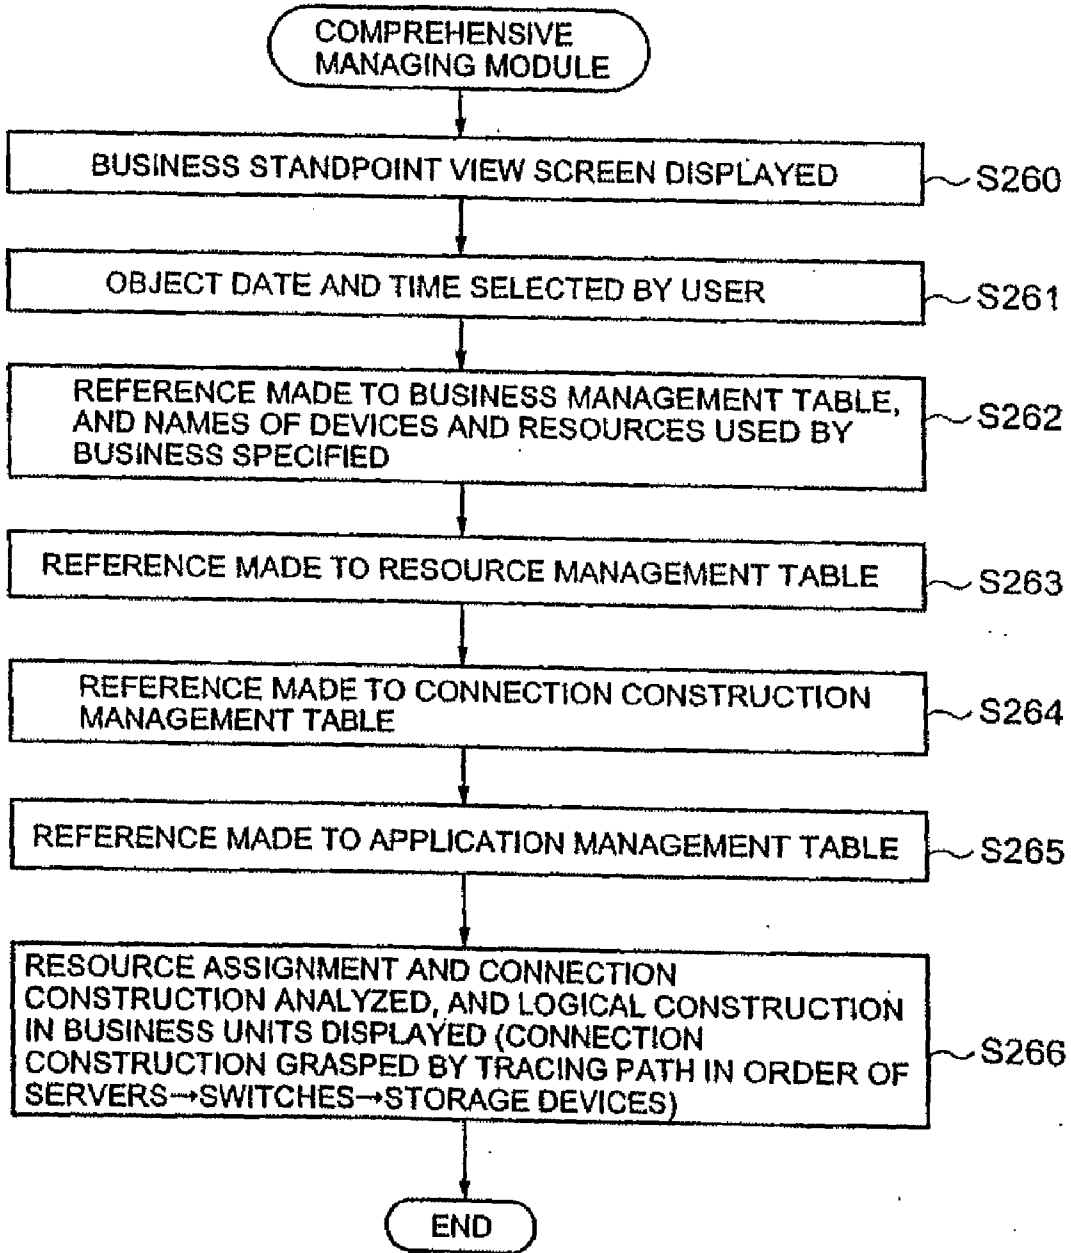 COMPREHENSIVE
MANAGING MODULE
BUSINESS STANDPOINT VIEW SCREEN DISPLAYED
S260
OBJECT DATE AND TIME SELECTED BY USER
S261
REFERENCE MADE TO BUSINESS MANAGEMENT TABLE,
AND NAMES OF DEVICES AND RESOURCES USED BY
BUSINESS SPECIFIED
S262
REFERENCE MADE TO RESOURCE MANAGEMENT TABLE
S263
REFERENCE MADE TO CONNECTION CONSTRUCTION
MANAGEMENT TABLE
S264
REFERENCE MADE TO APPLICATION MANAGEMENT TABLE
S265
RESOURCE ASSIGNMENT AND CONNECTION
CONSTRUCTION ANALYZED, AND LOGICAL CONSTRUCTION
IN BUSINESS UNITS DISPLAYED (CONNECTION
CONSTRUCTION GRASPED BY TRACING PATH IN ORDER OF
SERVERS→SWITCHES→STORAGE DEVICES)
S266
END